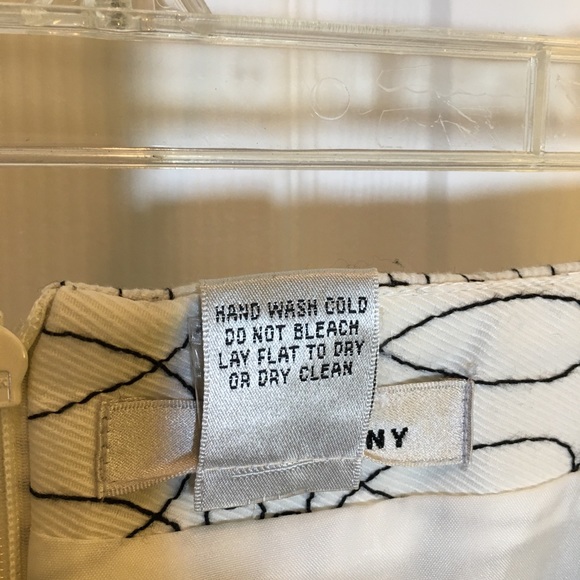 HAND WASH COLD
DO NOT BLEACH
LAY FLAT TO DRY
OR DRY CLEAN
NY